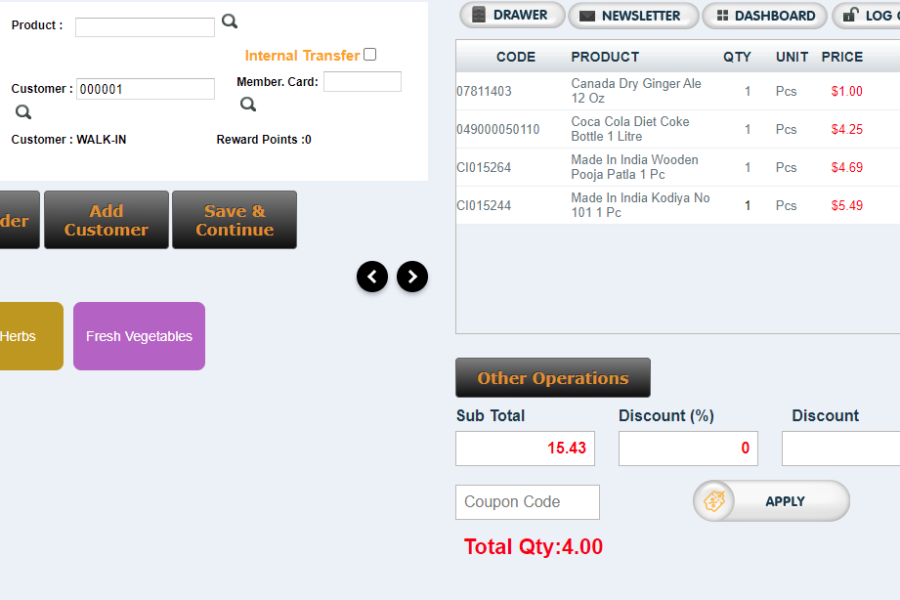 Product :
Internal Transfer
Customer : 000001
Member. Card:
Customer : WALK-IN
Reward Points :0
der
Add
Customer
Save &
Continue
Herbs
Fresh Vegetables
DRAWER
NEWSLETTER
DASHBOARD
LOG
CODE PRODUCT QTY UNIT PRICE
07811403 Canada Dry Ginger Ale 1 Pcs $1.00
12 Oz
049000050110 Coca Cola Diet Coke 1 Pcs $4.25
Bottle 1 Litre
CI015264 Made In India Wooden 1 Pcs $4.69
Pooja Patla 1 Pc
CI015244 Made In India Kodiya No 1 Pcs $5.49
101 1 Pc
Other Operations
Sub Total Discount (%) Discount
15.43 0
Coupon Code
APPLY
Total Qty:4.00